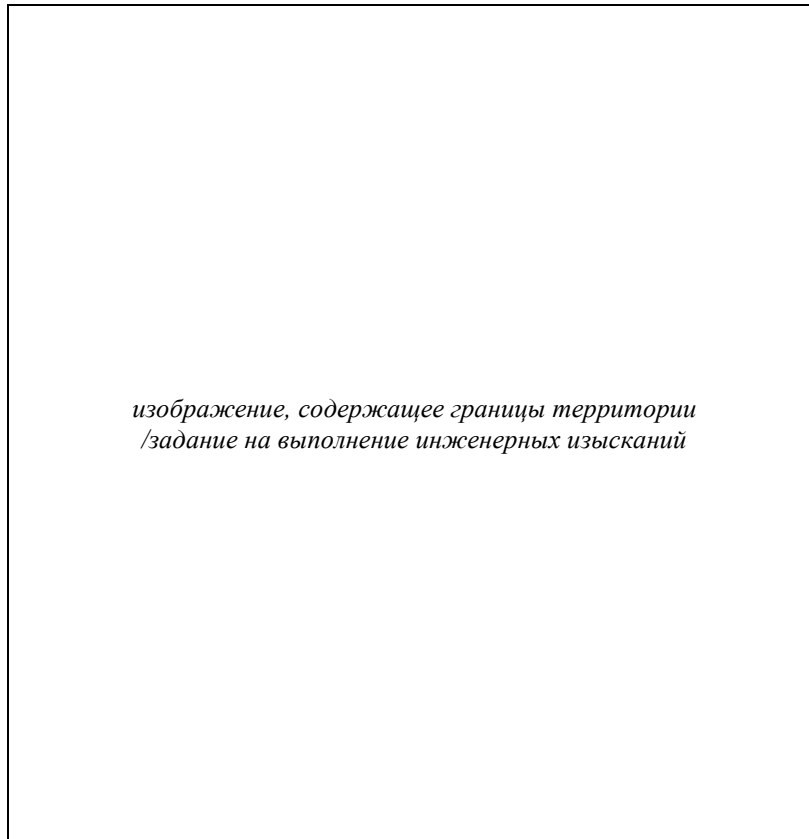 изображение, содержащее границы территории
/задание на выполнение инженерных изысканий